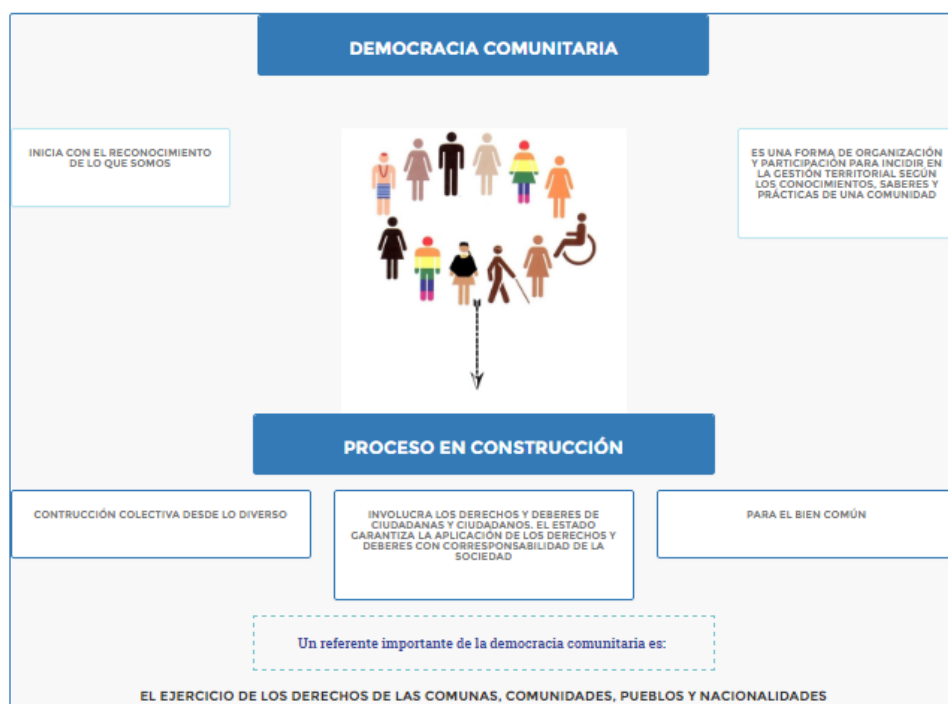 DEMOCRACIA COMUNITARIA
INICIA CON EL RECONOCIMIENTO
DE LO QUE SOMOS
ES UNA FORMA DE ORGANIZACIÓN
Y PARTICIPACIÓN PARA INCIDIR EN
LA GESTIÓN TERRITORIAL SEGÚN
LOS CONOCIMIENTOS, SABERES Y
PRÁCTICAS DE UNA COMUNIDAD
PROCESO EN CONSTRUCCIÓN
CONTRUCCIÓN COLECTIVA DESDE LO DIVERSO
INVOLUCRA LOS DERECHOS Y DEBERES DE
CIUDADANAS Y CIUDADANOS. EL ESTADO
GARANTIZA LA APLICACIÓN DE LOS DERECHOS Y
DEBERES CON CORRESPONSABILIDAD DE LA
SOCIEDAD
PARA EL BIEN COMÚN
Un referente importante de la democracia comunitaria es:
EL EJERCICIO DE LOS DERECHOS DE LAS COMUNAS, COMUNIDADES, PUEBLOS Y NACIONALIDADES